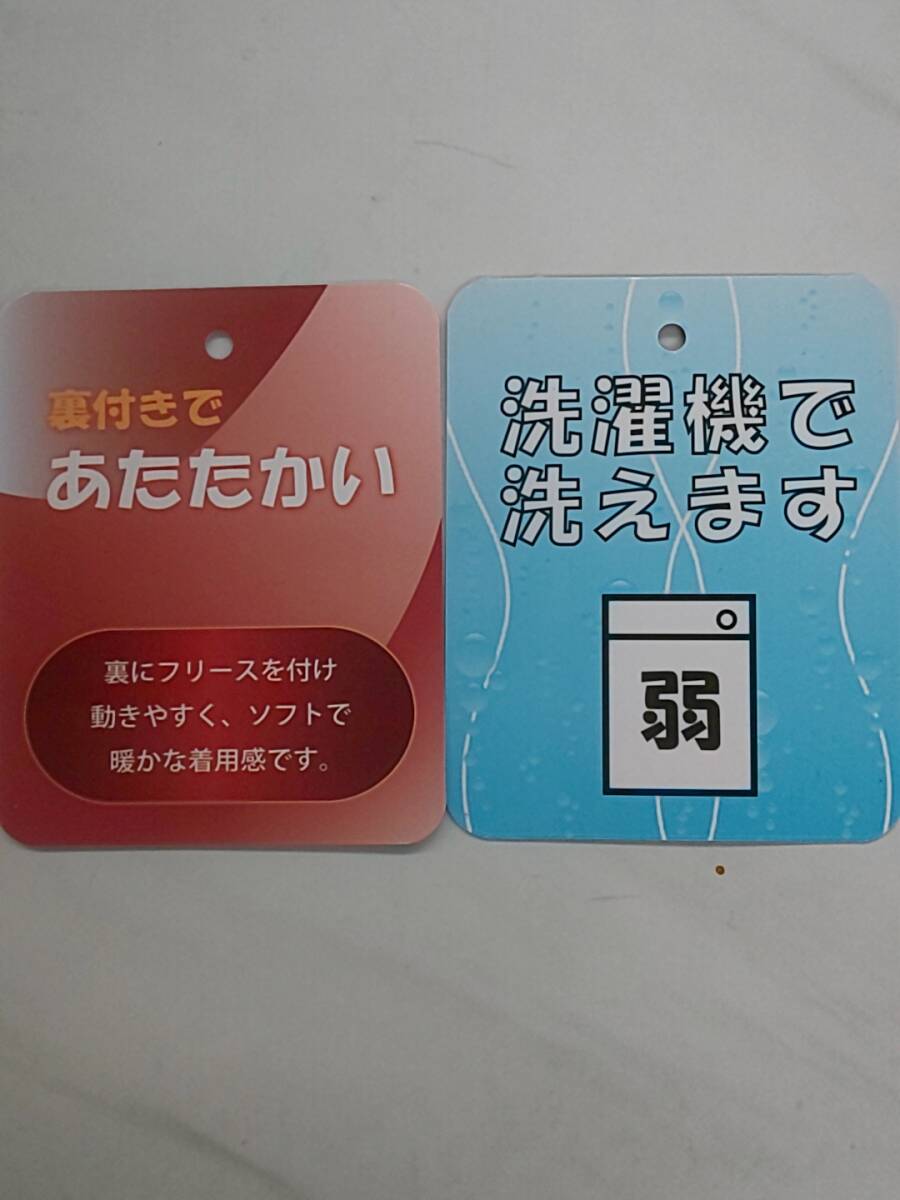 裏付きで
あたたかい
裏にフリースを付け
動きやすく、ソフトで
暖かな着用感です。
洗濯機で
洗えます
弱